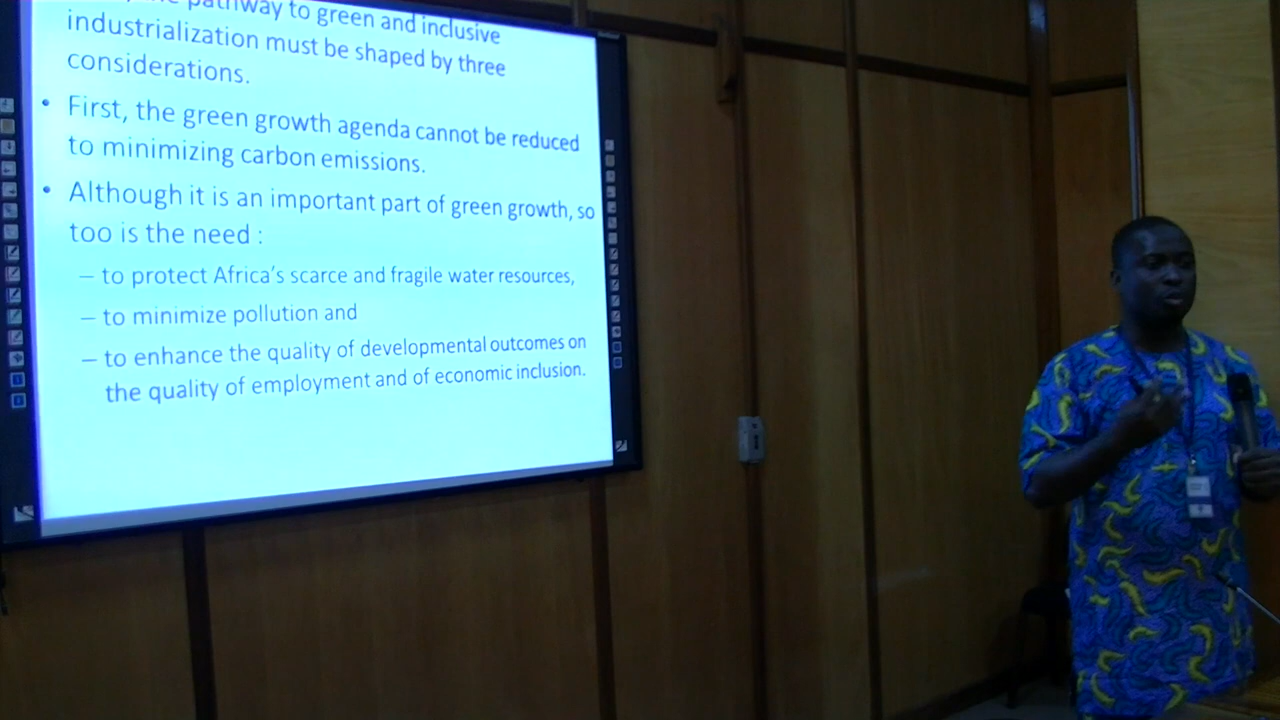 pathway to green and inclusive
industrialization must be shaped by three
considerations.
• First, the green growth agenda cannot be reduced
to minimizing carbon emissions.
• Although it is an important part of green growth, so
too is the need :
– to protect Africa's scarce and fragile water resources,
– to minimize pollution and
– to enhance the quality of developmental outcomes on
the quality of employment and of economic inclusion.